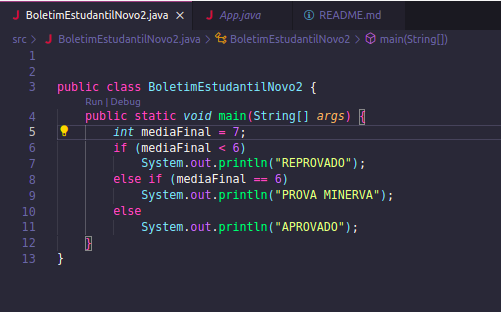 BoletimEstudantilNovo2.java × App.java README.md
src > BoletimEstudantilNovo2.java > BoletimEstudantilNovo2 > main(String[])
1
2
3 public class BoletimEstudantilNovo2 {
Run | Debug
4 public static void main(String[] args) {
5 int mediaFinal = 7;
6 if (mediaFinal < 6)
7 System.out.println("REPROVADO");
8 else if (mediaFinal == 6)
9 System.out.println("PROVA MINERVA");
10 else
11 System.out.println("APROVADO");
12 }
13 }